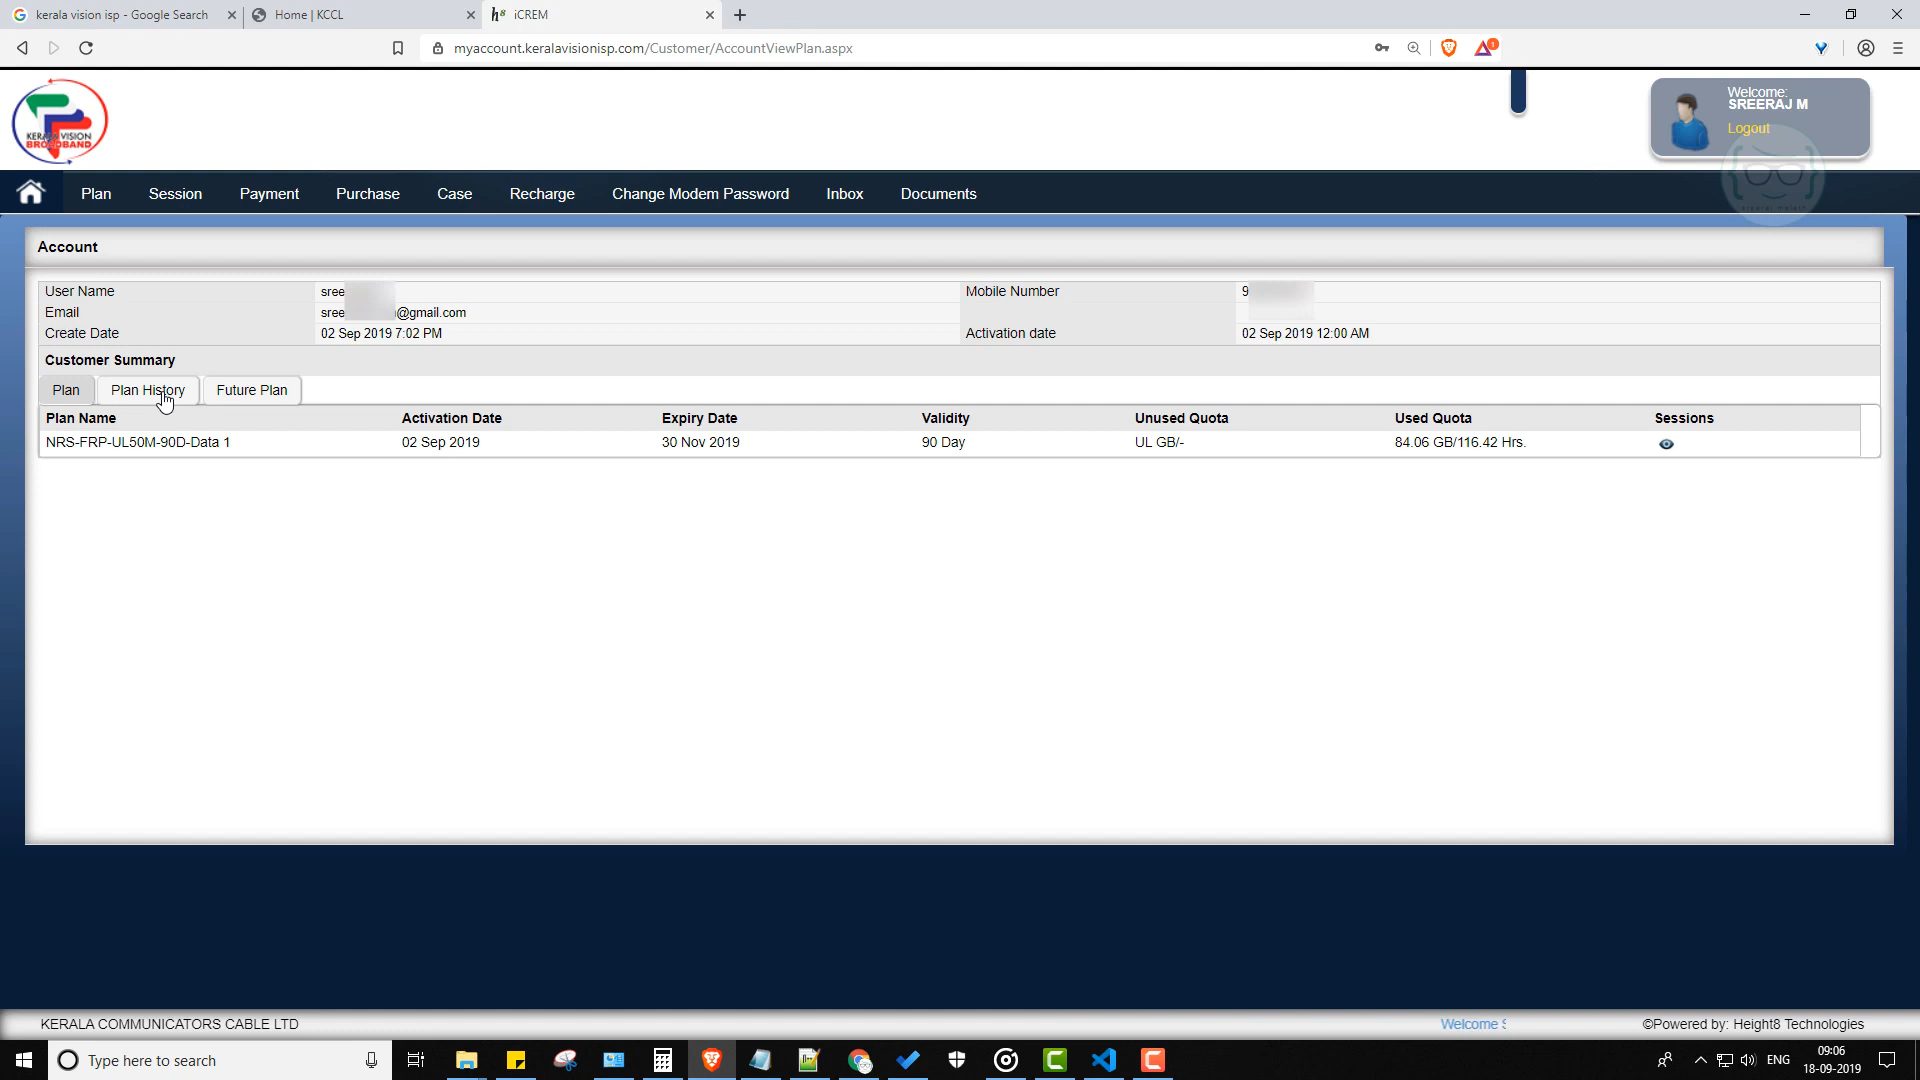 kerala vision isp - Google Search
Home | KCCL
h⁸ iCREM
myaccount.keralavisionisp.com/Customer/AccountViewPlan.aspx
1
KERALA VISION
BROADBAND
Welcome:
SREERAJ M
Logout
Plan Session Payment Purchase Case Recharge Change Modem Password Inbox Documents
Account
User Name sree Mobile Number 9
Email sree @gmail.com
Create Date 02 Sep 2019 7:02 PM Activation date 02 Sep 2019 12:00 AM
Customer Summary
Plan Plan History Future Plan
Plan Name Activation Date Expiry Date Validity Unused Quota Used Quota Sessions
NRS-FRP-UL50M-90D-Data 1 02 Sep 2019 30 Nov 2019 90 Day UL GB/- 84.06 GB/116.42 Hrs.
KERALA COMMUNICATORS CABLE LTD Welcome ©Powered by: Height8 Technologies
Type here to search
ENG
09:06
18-09-2019